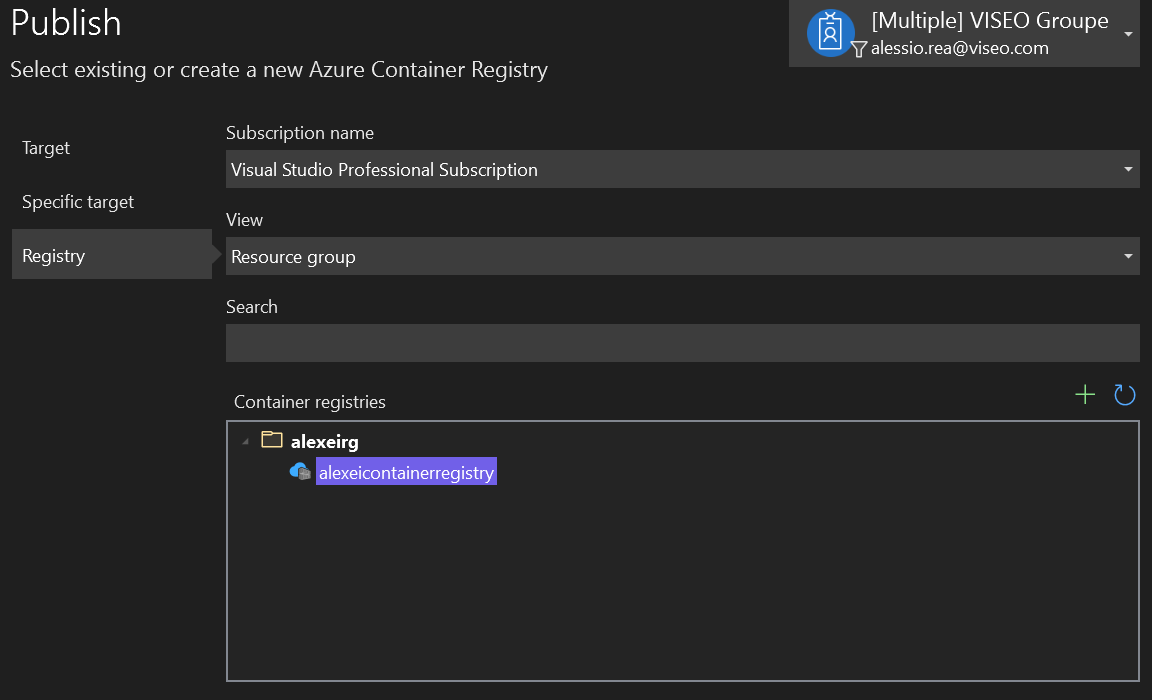 Publish
[Multiple] VISEO Groupe
alessio.rea@viseo.com
Select existing or create a new Azure Container Registry
Target
Specific target
Registry
Subscription name
Visual Studio Professional Subscription
View
Resource group
Search
Container registries
alexeirg
alexeicontainerregistry